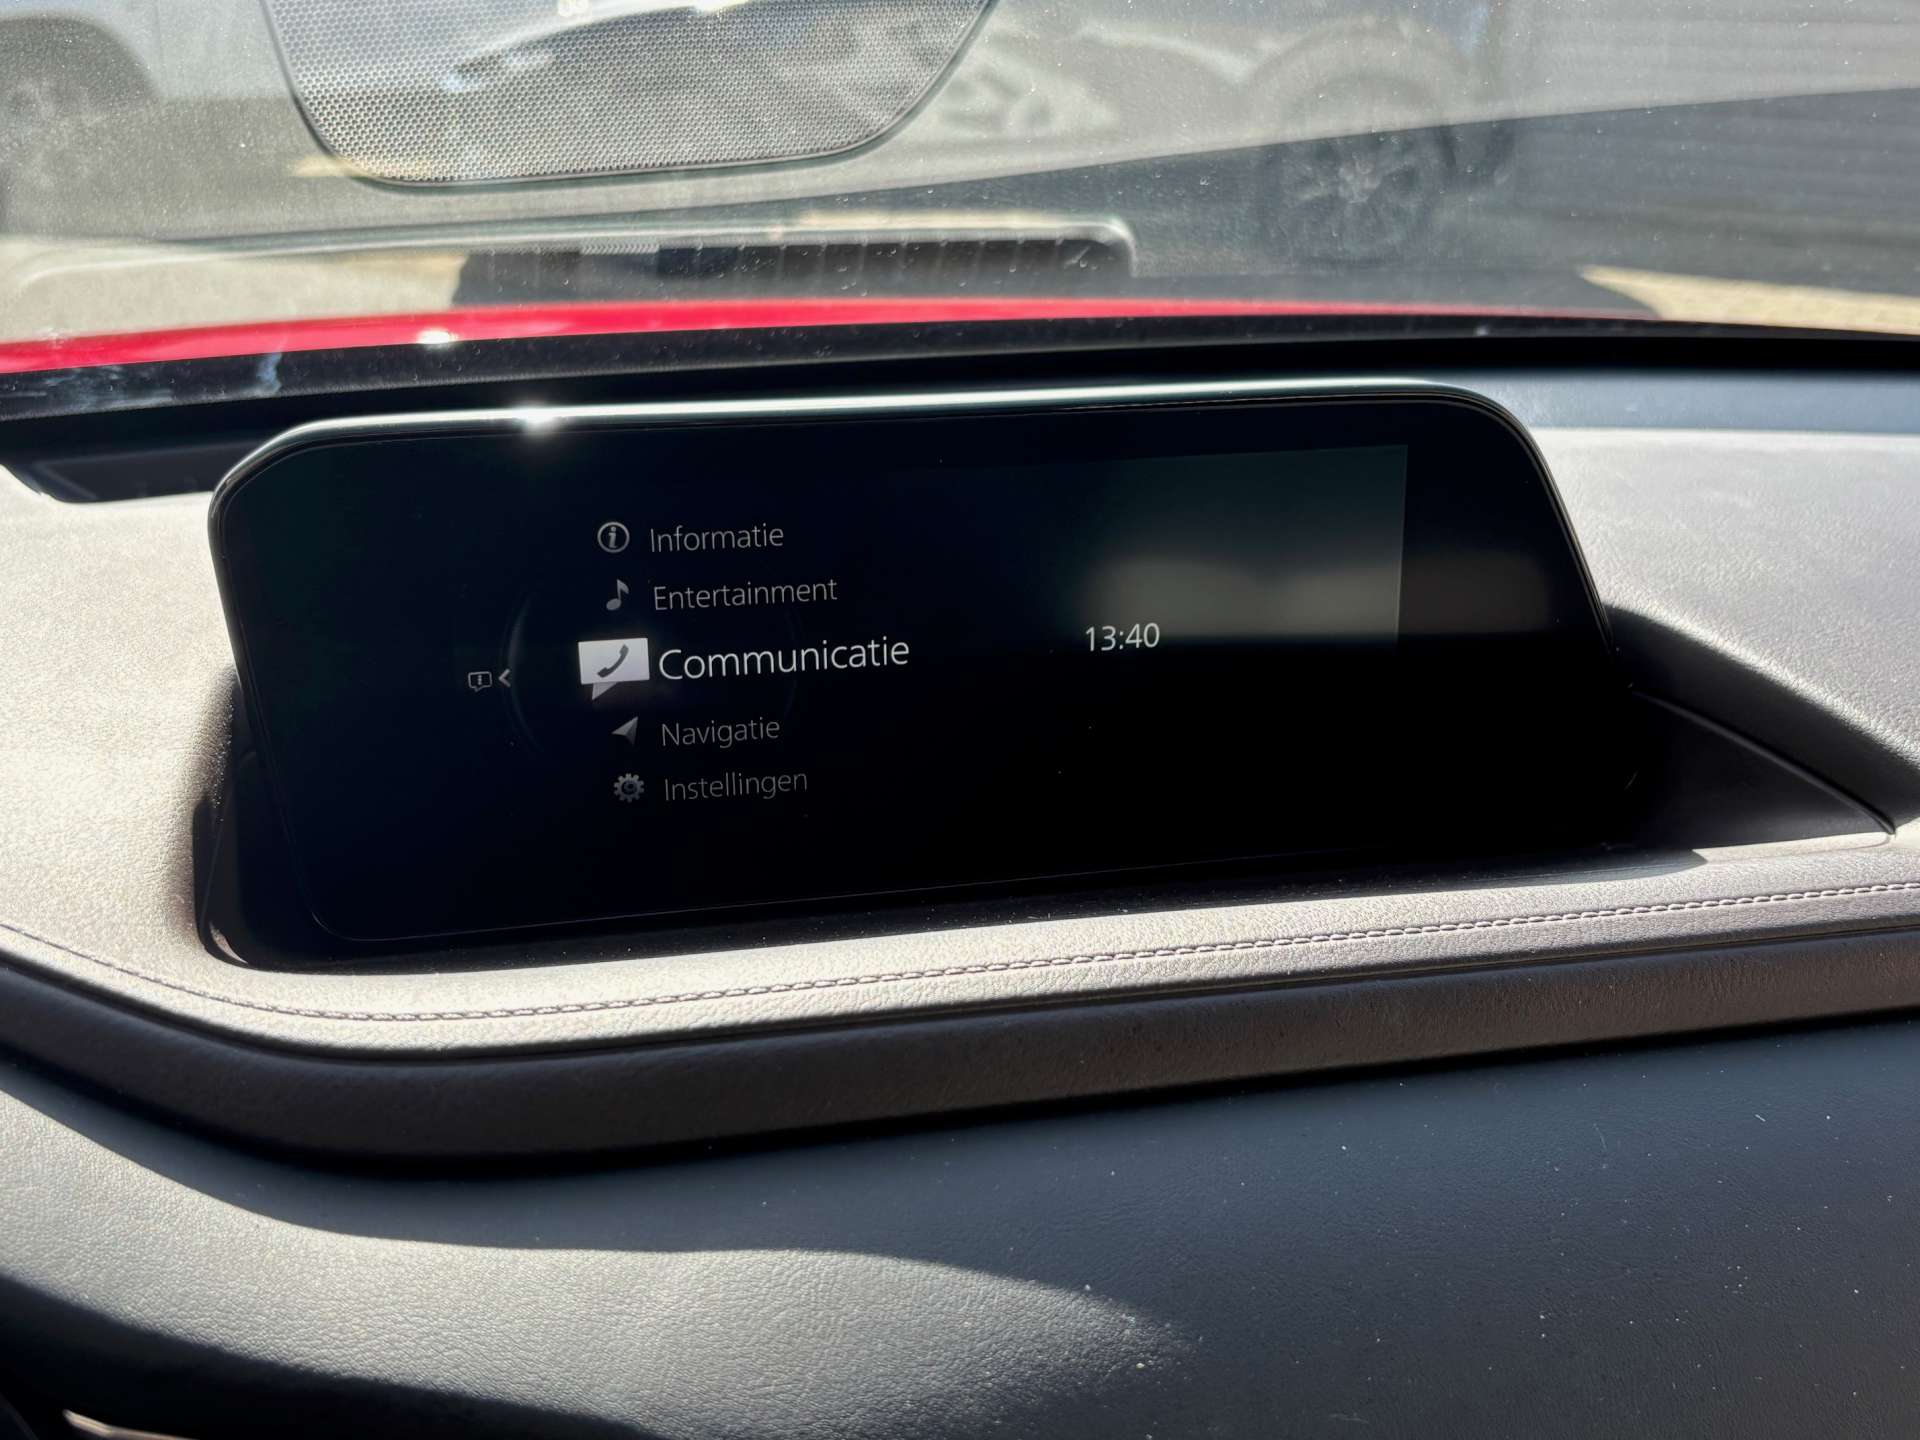 Informatie
Entertainment
Communicatie
13:40
Navigatie
Instellingen